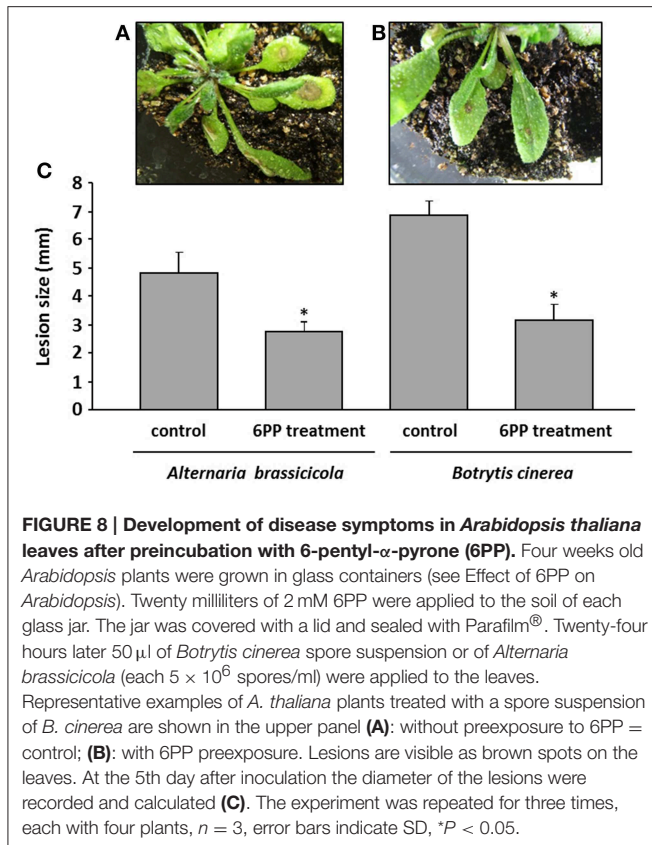 A
B
C
8
7
6
5
4
3
2
1
0
Lesion size (mm)
*
*
control 6PP treatment control 6PP treatment
Alternaria brassicicola Botrytis cinerea
FIGURE 8 | Development of disease symptoms in Arabidopsis thaliana
leaves after preincubation with 6-pentyl-α-pyrone (6PP). Four weeks old
Arabidopsis plants were grown in glass containers (see Effect of 6PP on
Arabidopsis). Twenty milliliters of 2 mM 6PP were applied to the soil of each
glass jar. The jar was covered with a lid and sealed with Parafilm®. Twenty-four
hours later 50 μl of Botrytis cinerea spore suspension or of Alternaria
brassicicola (each 5 × 10⁶ spores/ml) were applied to the leaves.
Representative examples of A. thaliana plants treated with a spore suspension
of B. cinerea are shown in the upper panel (A): without preexposure to 6PP =
control; (B): with 6PP preexposure. Lesions are visible as brown spots on the
leaves. At the 5th day after inoculation the diameter of the lesions were
recorded and calculated (C). The experiment was repeated for three times,
each with four plants, n = 3, error bars indicate SD, *P < 0.05.